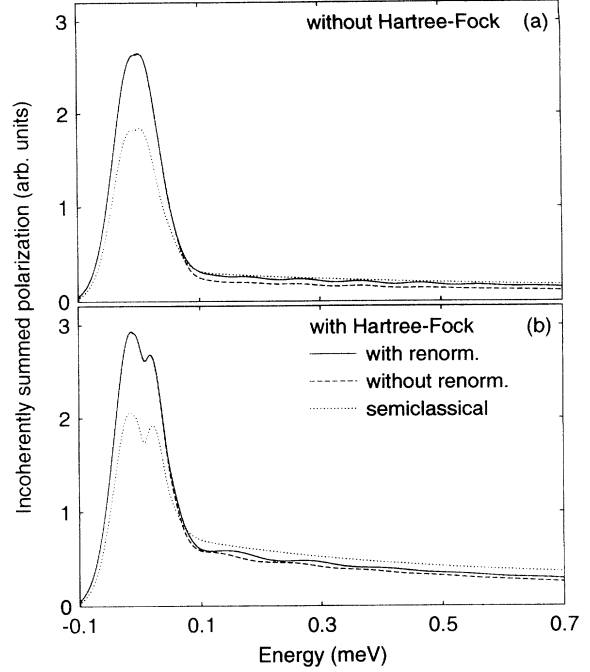 3
without Hartree-Fock (a)
2
1
0
Incoherently summed polarization (arb. units)
3
with Hartree-Fock (b)
with renorm.
without renorm.
semiclassical
2
1
0
-0.1 0.1 0.3 0.5 0.7
Energy (meV)